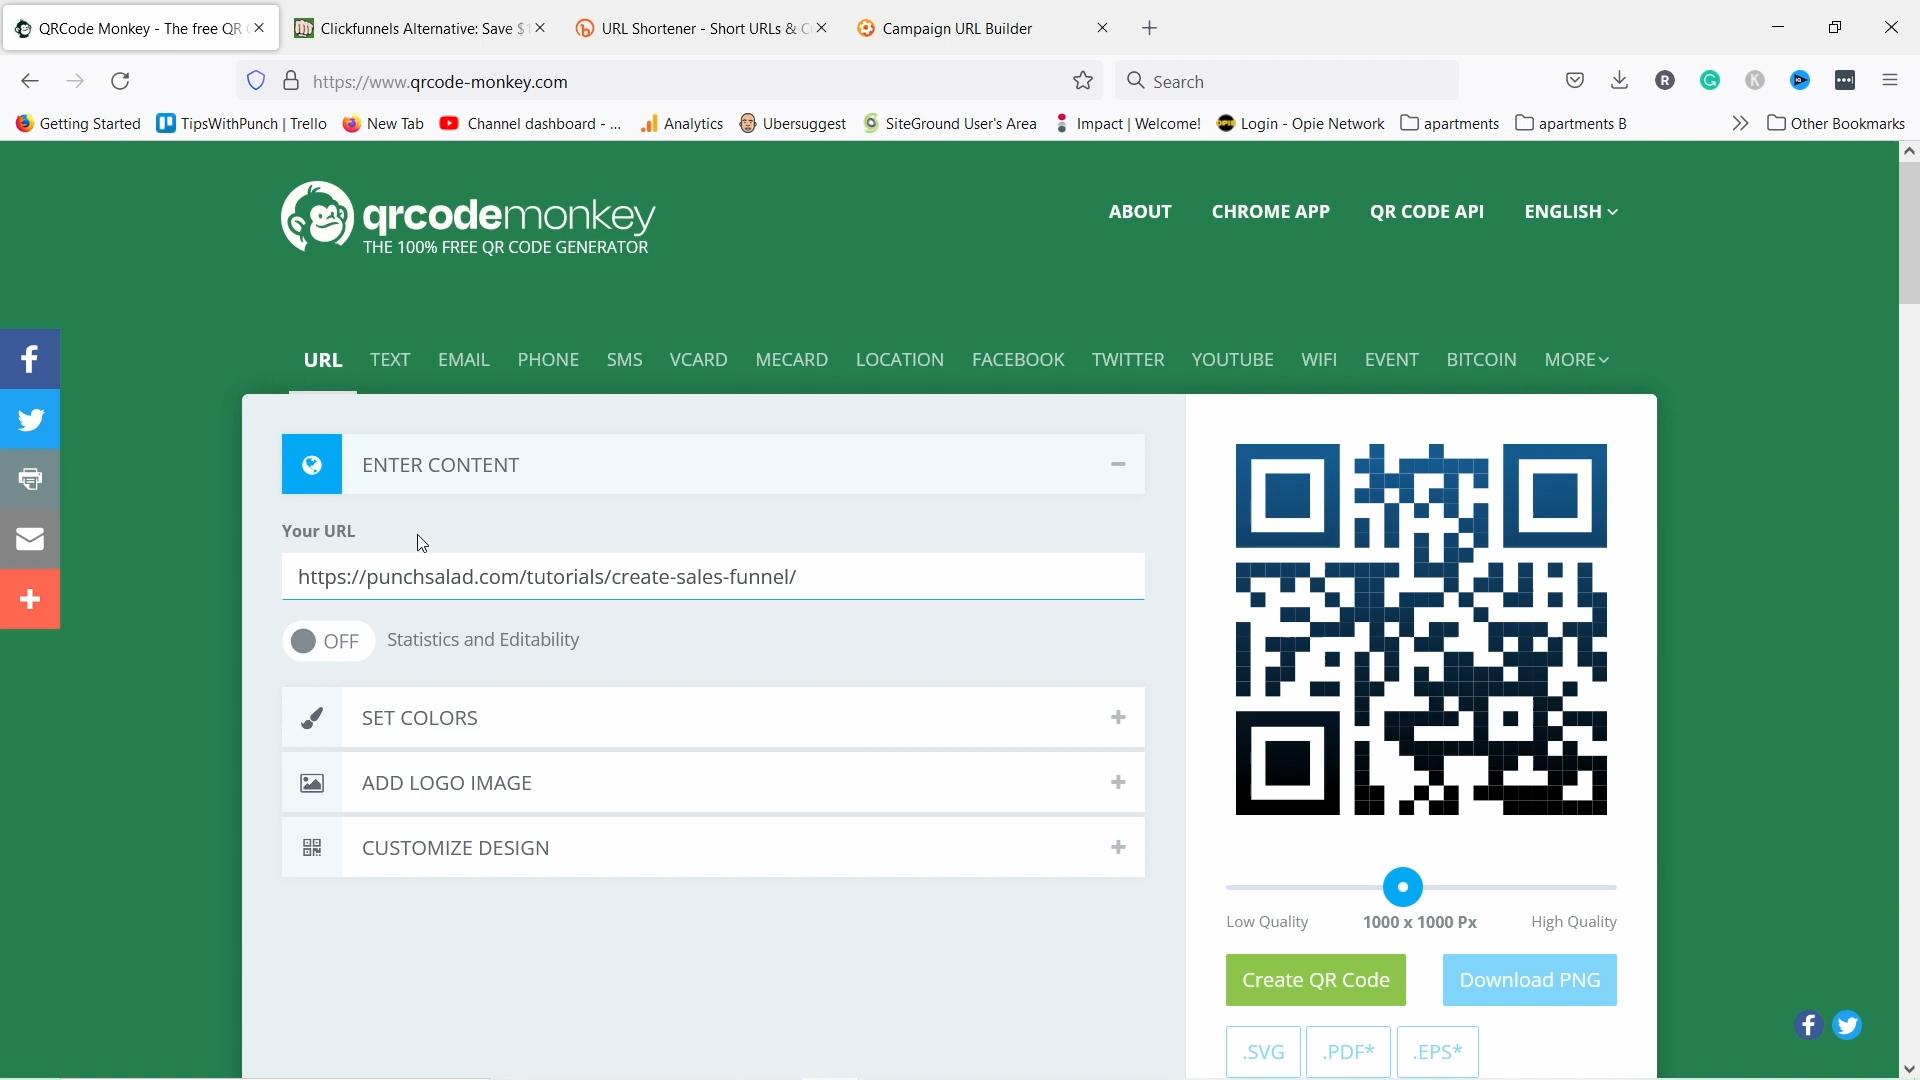 QRCode Monkey - The free QR
Clickfunnels Alternative: Save $
URL Shortener - Short URLs &
Campaign URL Builder
https://www.qrcode-monkey.com
Search
Getting Started
TipsWithPunch | Trello
New Tab
Channel dashboard - ...
Analytics
Ubersuggest
SiteGround User's Area
Impact | Welcome!
Login - Opie Network
apartments
apartments B
Other Bookmarks
qrcodemonkey
THE 100% FREE QR CODE GENERATOR
ABOUT
CHROME APP
QR CODE API
ENGLISH
URL
TEXT
EMAIL
PHONE
SMS
VCARD
MECARD
LOCATION
FACEBOOK
TWITTER
YOUTUBE
WIFI
EVENT
BITCOIN
MORE
ENTER CONTENT
Your URL
https://punchsalad.com/tutorials/create-sales-funnel/
OFF
Statistics and Editability
SET COLORS
ADD LOGO IMAGE
CUSTOMIZE DESIGN
Low Quality
1000 x 1000 Px
High Quality
Create QR Code
Download PNG
.SVG
.PDF*
.EPS*